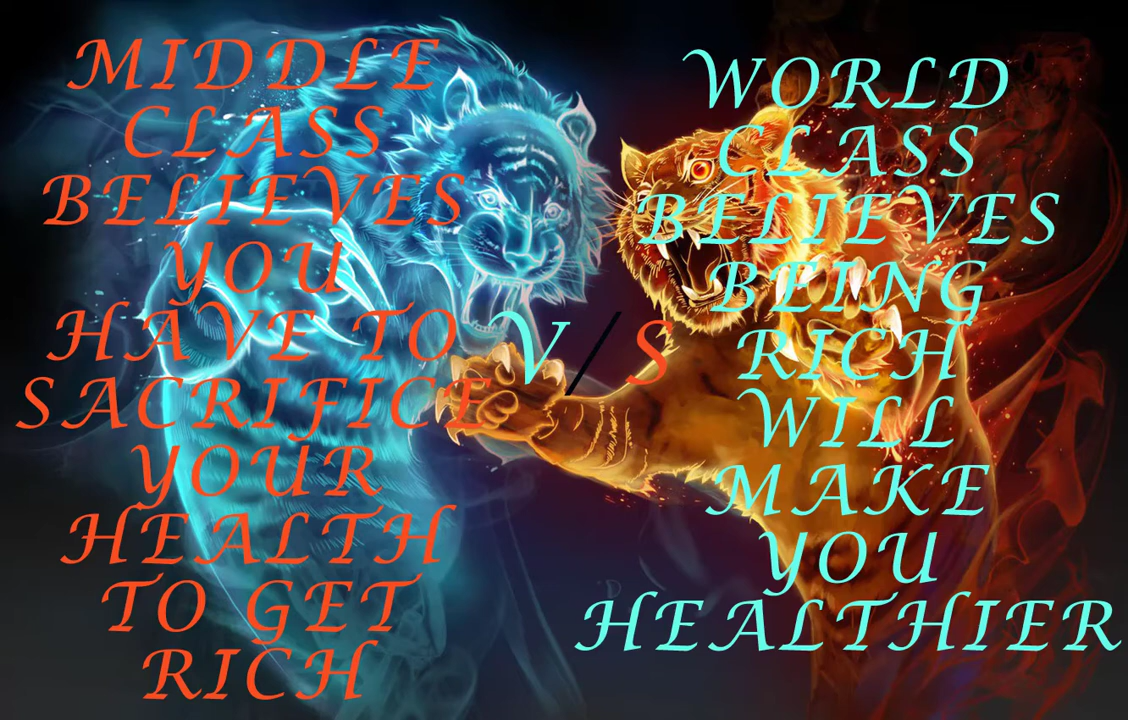 MIDDLE
CLASS
BELIEVES
YOU
HAVE TO
SACRIFICE
YOUR
HEALTH
TO GET
RICH
V/S
WORLD
CLASS
BELIEVES
BEING
RICH
WILL
MAKE
YOU
HEALTHIER